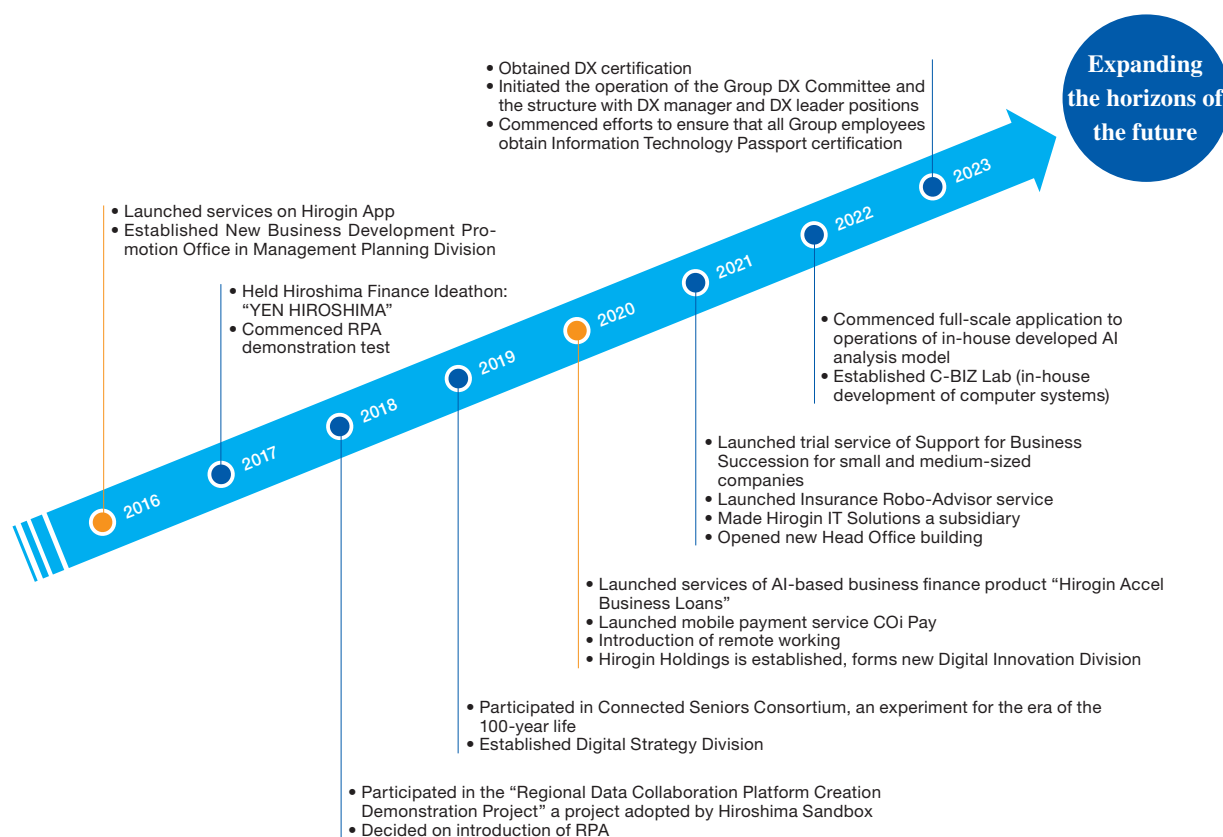 Expanding
the horizons of
the future
• Obtained DX certification
• Initiated the operation of the Group DX Committee and
the structure with DX manager and DX leader positions
• Commenced efforts to ensure that all Group employees
obtain Information Technology Passport certification
2023
2022
2021
2020
2019
2018
2017
2016
• Launched services on Hirogin App
• Established New Business Development Pro-
motion Office in Management Planning Division
• Held Hiroshima Finance Ideathon:
“YEN HIROSHIMA”
• Commenced RPA
demonstration test
• Commenced full-scale application to
operations of in-house developed AI
analysis model
• Established C-BIZ Lab (in-house
development of computer systems)
• Launched trial service of Support for Business
Succession for small and medium-sized
companies
• Launched Insurance Robo-Advisor service
• Made Hirogin IT Solutions a subsidiary
• Opened new Head Office building
• Launched services of AI-based business finance product “Hirogin Accel
Business Loans”
• Launched mobile payment service COi Pay
• Introduction of remote working
• Hirogin Holdings is established, forms new Digital Innovation Division
• Participated in Connected Seniors Consortium, an experiment for the era of the
100-year life
• Established Digital Strategy Division
• Participated in the “Regional Data Collaboration Platform Creation
Demonstration Project” a project adopted by Hiroshima Sandbox
• Decided on introduction of RPA